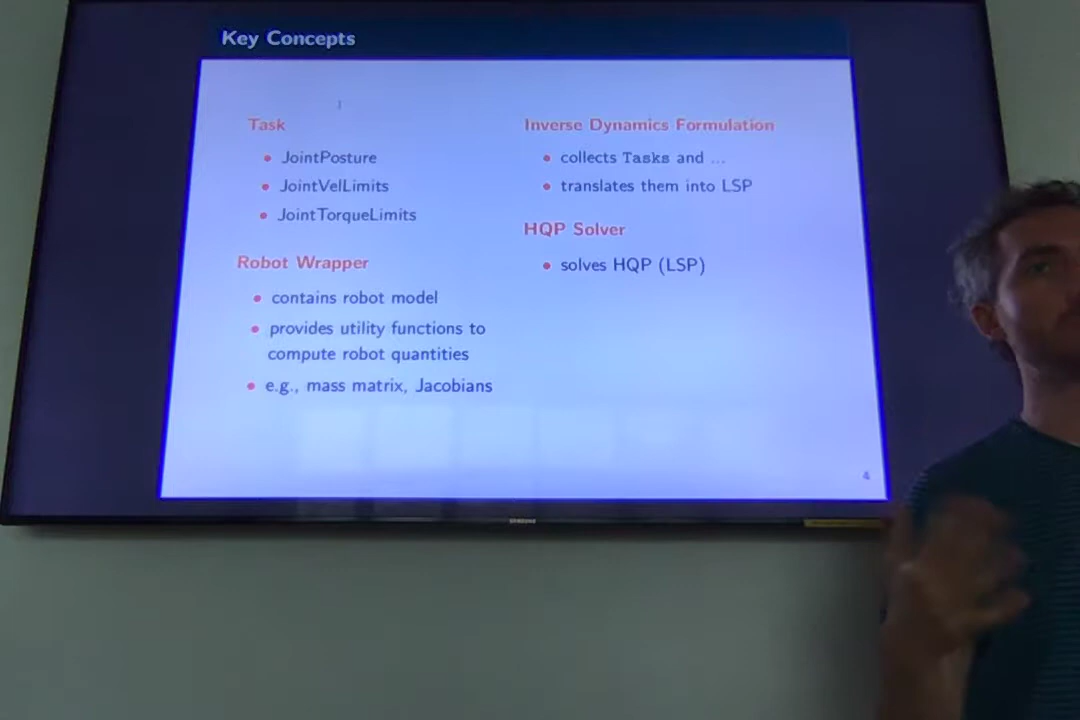 Key Concepts
Task
• JointPosture
• JointVelLimits
• JointTorqueLimits
Robot Wrapper
• contains robot model
• provides utility functions to
compute robot quantities
• e.g., mass matrix, Jacobians
Inverse Dynamics Formulation
• collects Tasks and ...
• translates them into LSP
HQP Solver
• solves HQP (LSP)
4
SAMSUNG